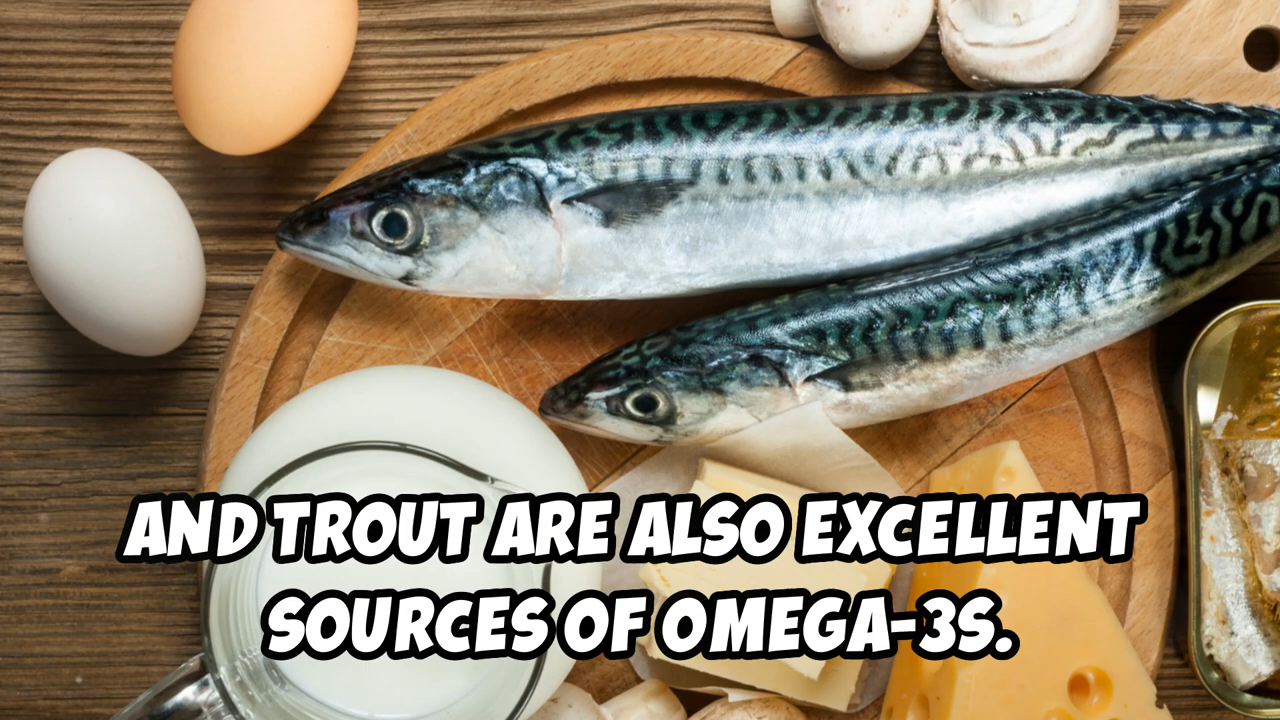 AND TROUT ARE ALSO EXCELLENT
SOURCES OF OMEGA-3S.